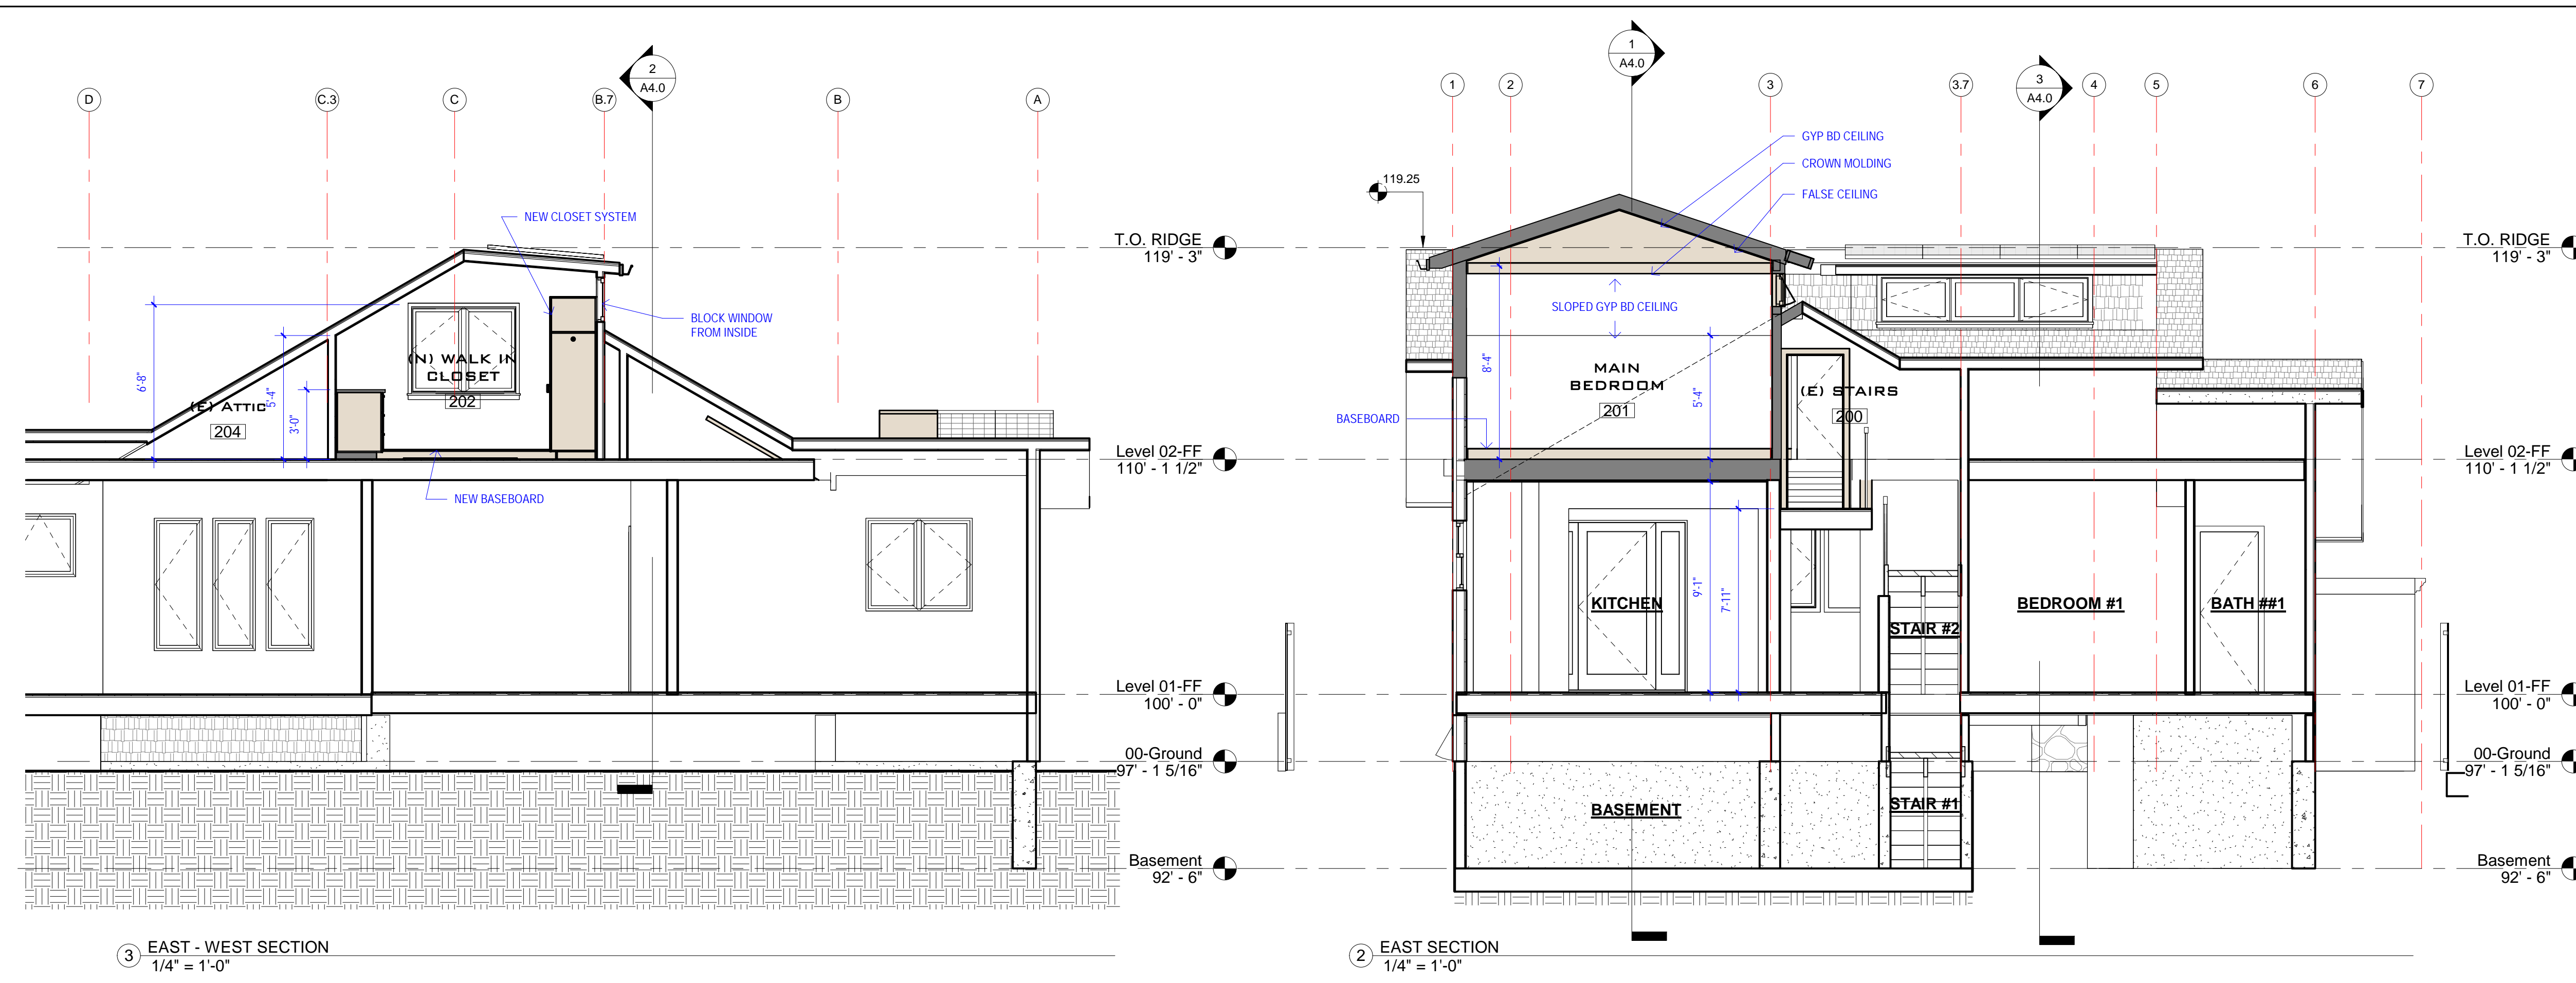 D
C.3
C
B.7
B
A
2
A4.0
NEW CLOSET SYSTEM
BLOCK WINDOW
FROM INSIDE
(N) WALK IN
CLOSET
202
(E) ATTIC
204
6'-8"
5'-4"
3'-0"
NEW BASEBOARD
T.O. RIDGE
119' - 3"
Level 02-FF
110' - 1 1/2"
Level 01-FF
100' - 0"
00-Ground
97' - 1 5/16"
Basement
92' - 6"
3
EAST - WEST SECTION
1/4" = 1'-0"
1
2
3
3.7
4
5
6
7
1
A4.0
3
A4.0
GYP BD CEILING
CROWN MOLDING
FALSE CEILING
119.25
SLOPED GYP BD CEILING
MAIN
BEDROOM
201
8'-4"
5'-4"
BASEBOARD
(E) STAIRS
200
9'-1"
7'-11"
KITCHEN
STAIR #2
BEDROOM #1
BATH ##1
BASEMENT
STAIR #1
T.O. RIDGE
119' - 3"
Level 02-FF
110' - 1 1/2"
Level 01-FF
100' - 0"
00-Ground
97' - 1 5/16"
Basement
92' - 6"
2
EAST SECTION
1/4" = 1'-0"